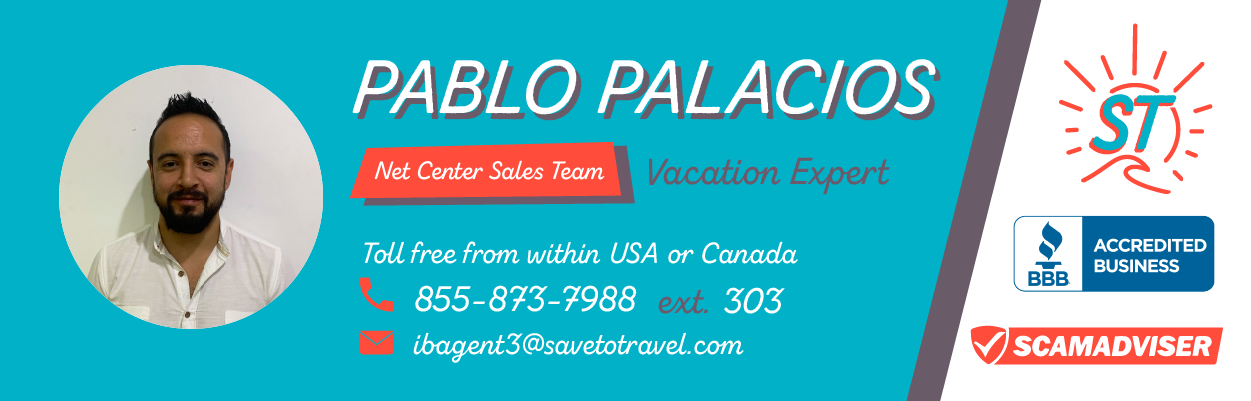 PABLO PALACIOS
Net Center Sales Team
Vacation Expert
Toll free from within USA or Canada
855-873-7988 ext. 303
ibagent3@savetotravel.com
ST
BBB
ACCREDITED
BUSINESS
SCAMADVISER